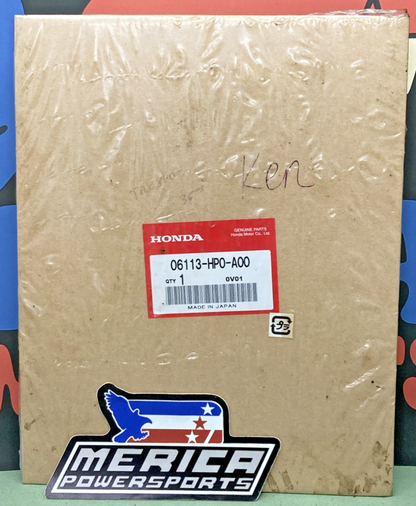 Ken
HONDA
GENUINE PARTS
Honda Motor Co., Ltd.
06113-HP0-A00
QTY 1 0V01
MADE IN JAPAN
MERICA
POWERSPORTS